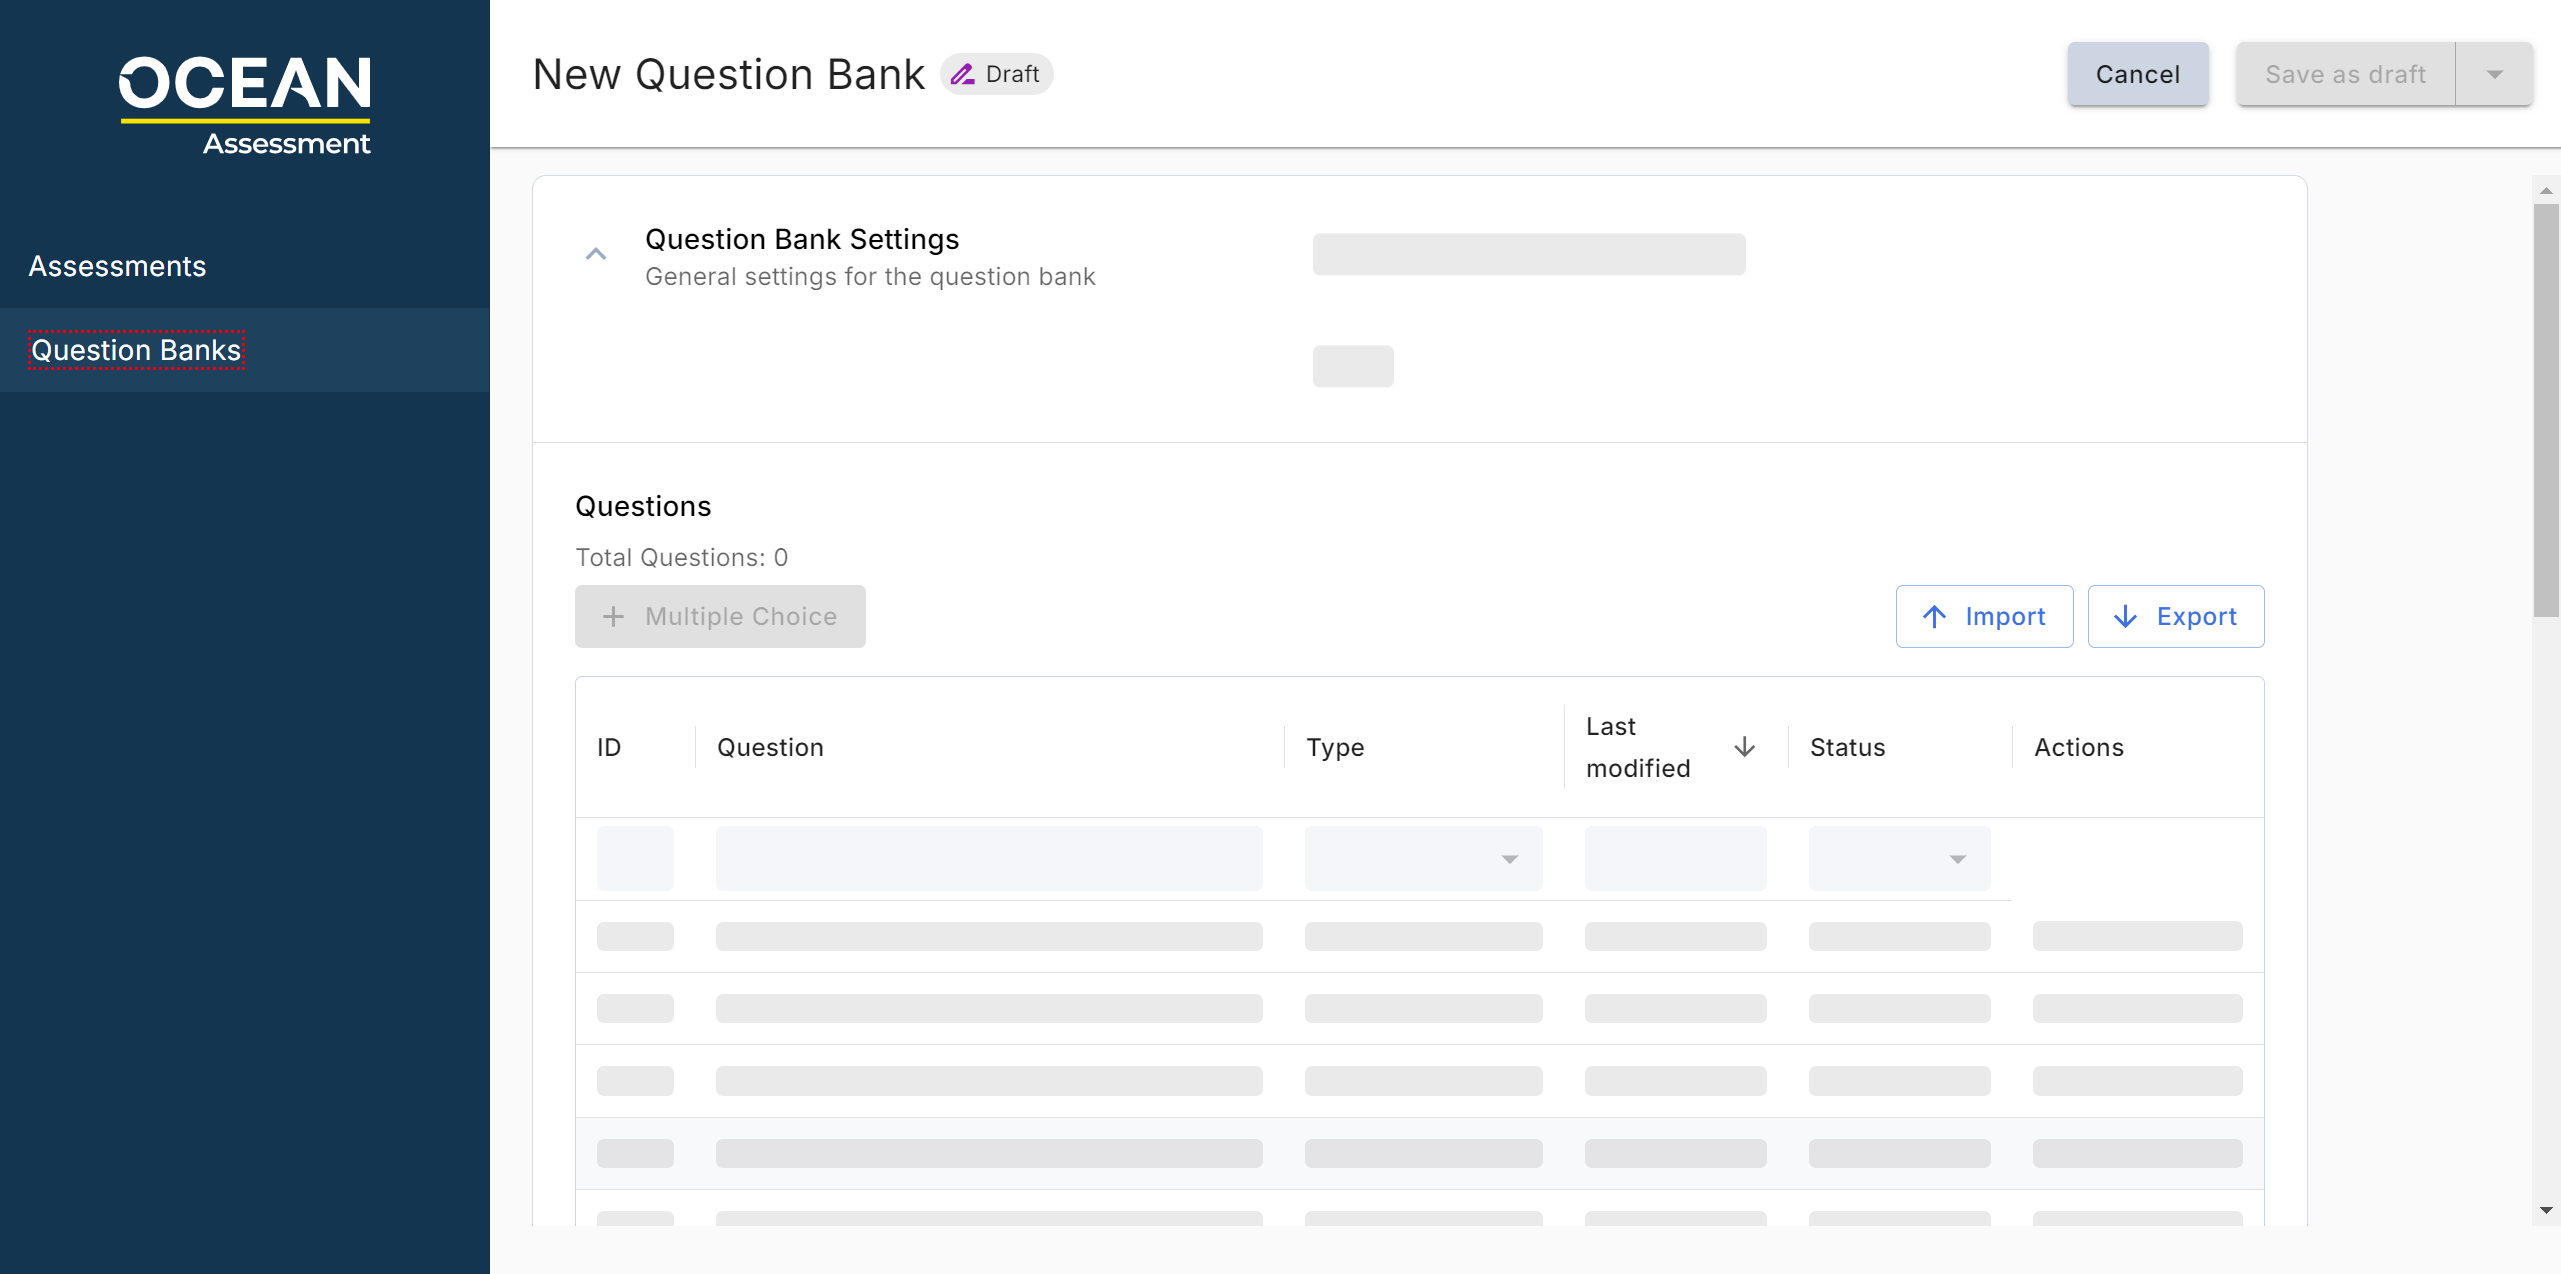 OCEAN
Assessment
Assessments
Question Banks
New Question Bank
Draft
Cancel
Save as draft
Question Bank Settings
General settings for the question bank
Questions
Total Questions: 0
Multiple Choice
Import
Export
ID
Question
Type
Last
modified
Status
Actions